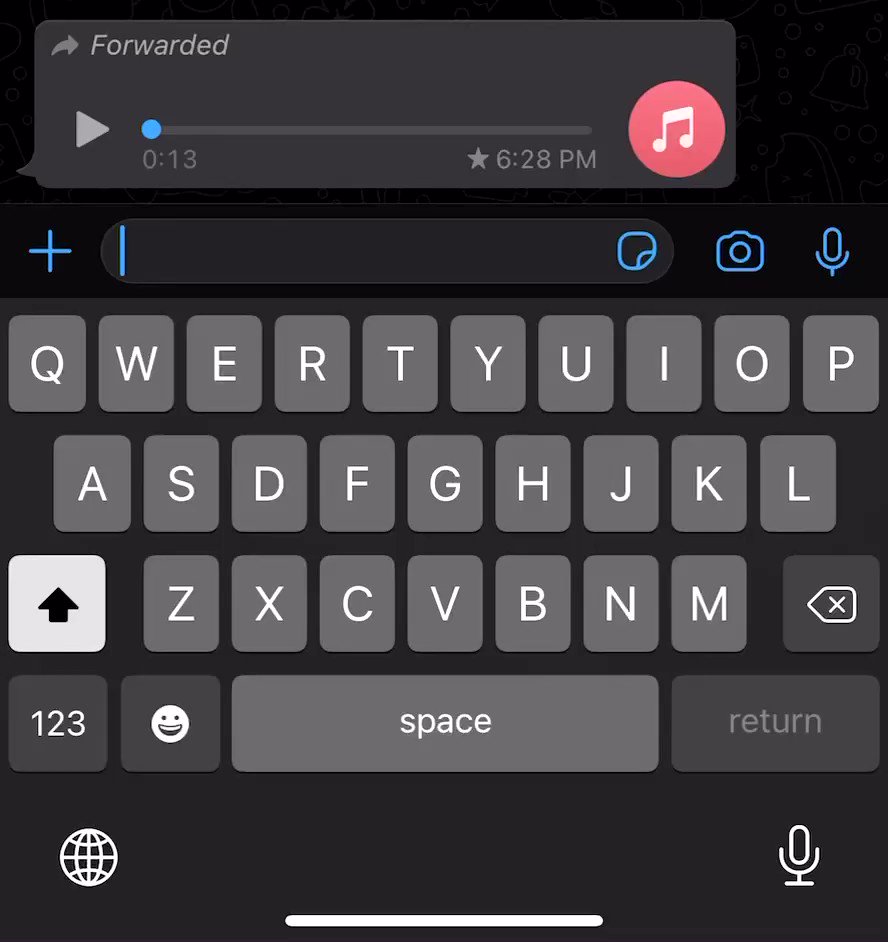 Forwarded
0:13 ★ 6:28 PM
Q W E R T Y U I O P
A S D F G H J K L
Z X C V B N M
123 space return